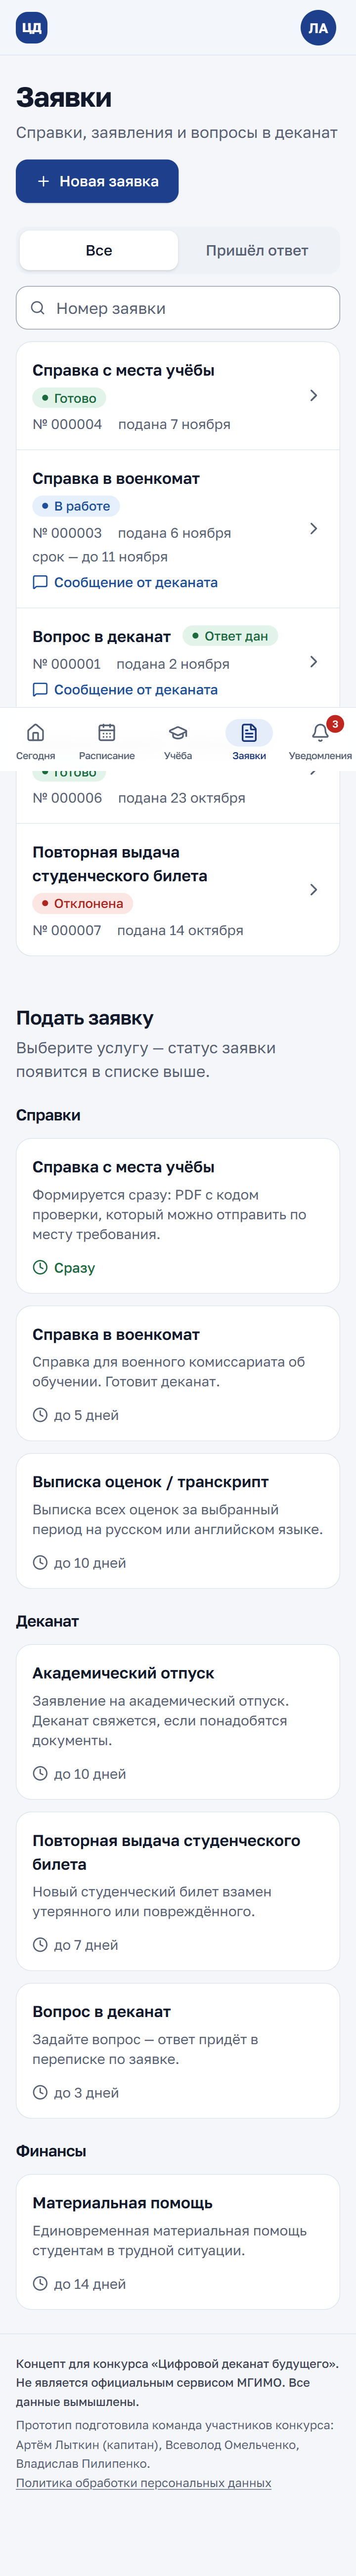 ЦД
ЛА
Заявки
Справки, заявления и вопросы в деканат
Новая заявка
Все
Пришёл ответ
Номер заявки
Справка с места учёбы
Готово
№ 000004 подана 7 ноября
Справка в военкомат
В работе
№ 000003 подана 6 ноября
срок — до 11 ноября
Сообщение от деканата
Вопрос в деканат Ответ дан
№ 000001 подана 2 ноября
Сообщение от деканата
3
Сегодня Расписание Учёба Заявки Уведомления
Готово
№ 000006 подана 23 октября
Повторная выдача
студенческого билета
Отклонена
№ 000007 подана 14 октября
Подать заявку
Выберите услугу — статус заявки
появится в списке выше.
Справки
Справка с места учёбы
Формируется сразу: PDF с кодом
проверки, который можно отправить по
месту требования.
Сразу
Справка в военкомат
Справка для военного комиссариата об
обучении. Готовит деканат.
до 5 дней
Выписка оценок / транскрипт
Выписка всех оценок за выбранный
период на русском или английском языке.
до 10 дней
Деканат
Академический отпуск
Заявление на академический отпуск.
Деканат свяжется, если понадобятся
документы.
до 10 дней
Повторная выдача студенческого
билета
Новый студенческий билет взамен
утерянного или повреждённого.
до 7 дней
Вопрос в деканат
Задайте вопрос — ответ придёт в
переписке по заявке.
до 3 дней
Финансы
Материальная помощь
Единовременная материальная помощь
студентам в трудной ситуации.
до 14 дней
Концепт для конкурса «Цифровой деканат будущего».
Не является официальным сервисом МГИМО. Все
данные вымышлены.
Прототип подготовила команда участников конкурса:
Артём Лыткин (капитан), Всеволод Омельченко,
Владислав Пилипенко.
Политика обработки персональных данных